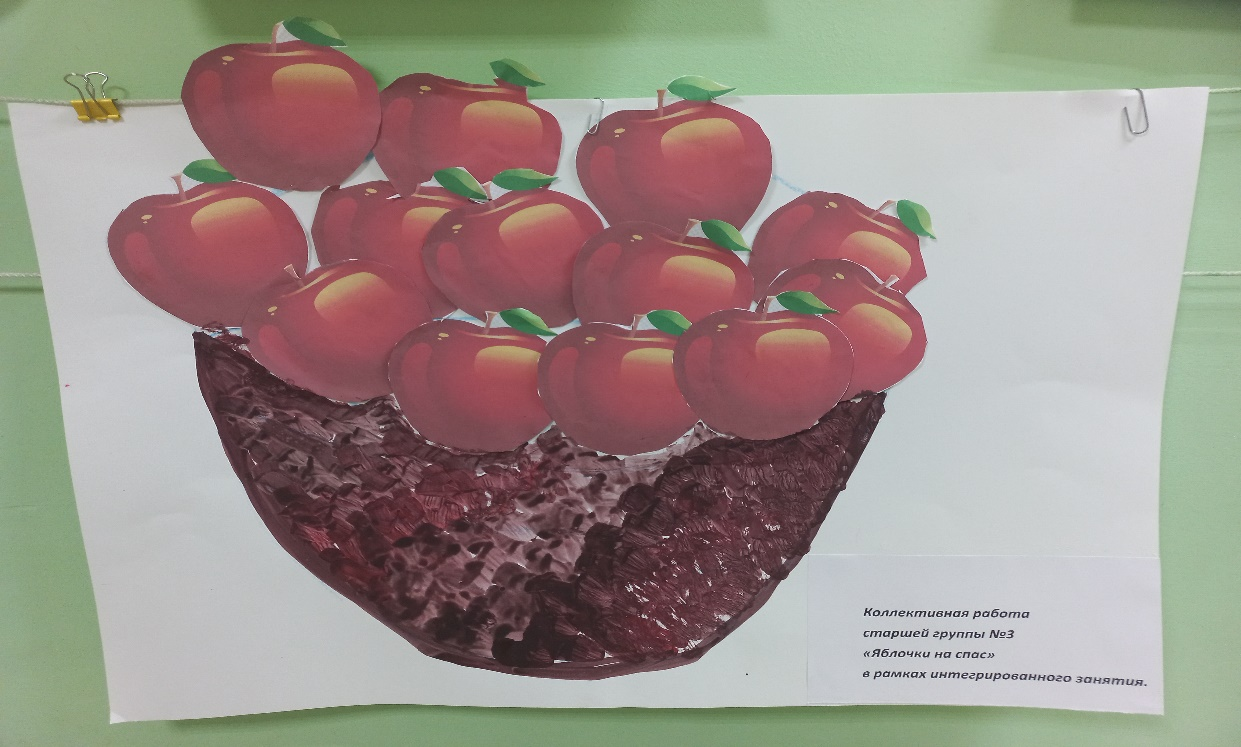 Коллективная работа
старшей группы №3
«Яблочки на спас»
в рамках интегрированного занятия.